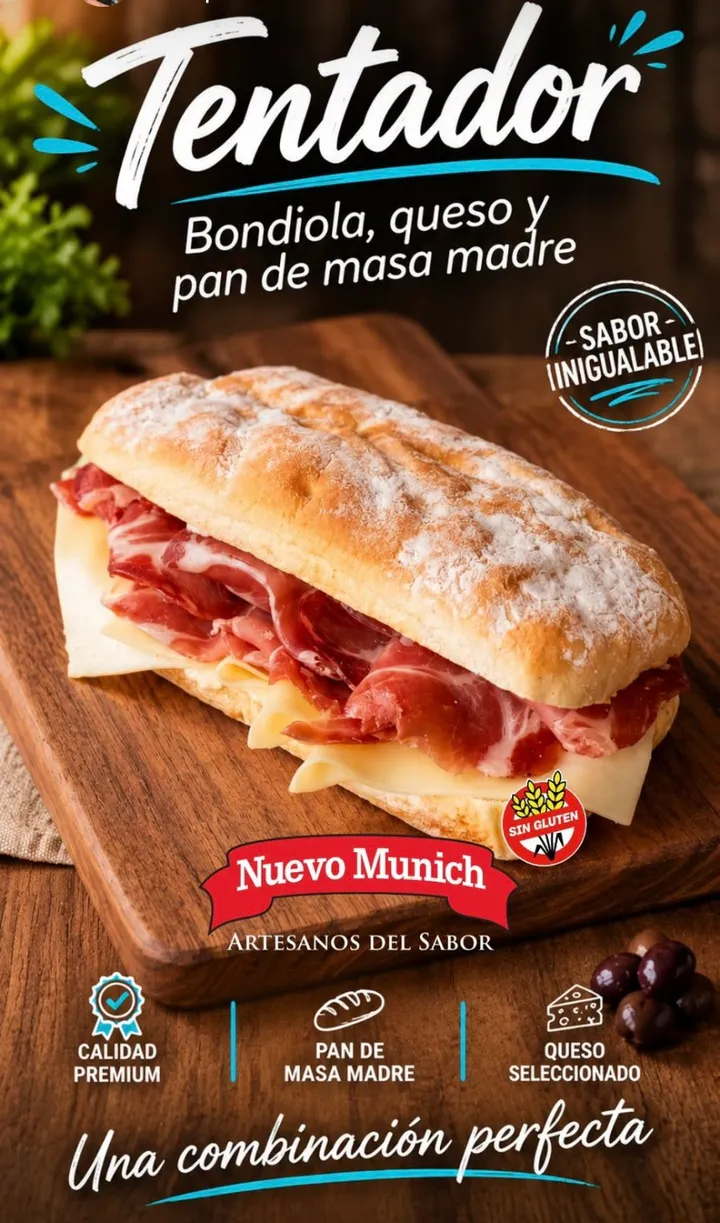 Tentador
Bondiola, queso y
pan de masa madre
- SABOR -
INIGUALABLE
SIN GLUTEN
Nuevo Munich
ARTESANOS DEL SABOR
CALIDAD
PREMIUM
PAN DE
MASA MADRE
QUESO
SELECCIONADO
Una combinación perfecta